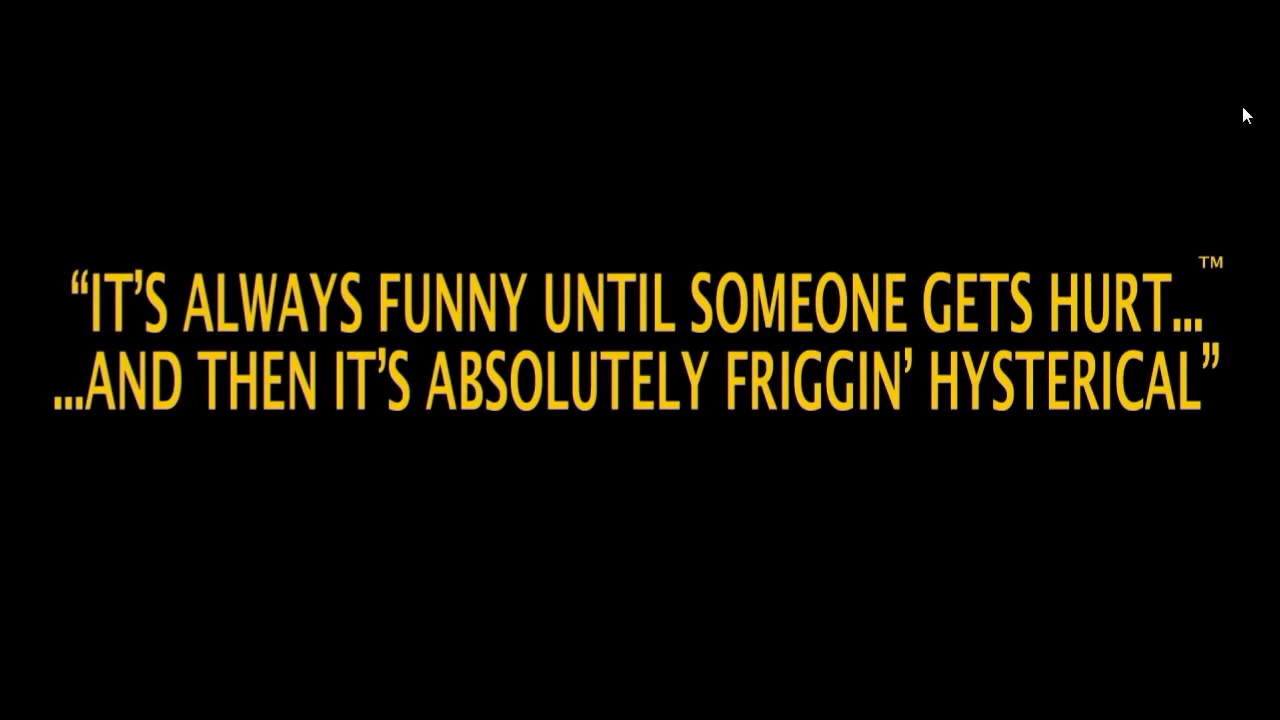 “IT’S ALWAYS FUNNY UNTIL SOMEONE GETS HURT...™
...AND THEN IT’S ABSOLUTELY FRIGGIN’ HYSTERICAL”